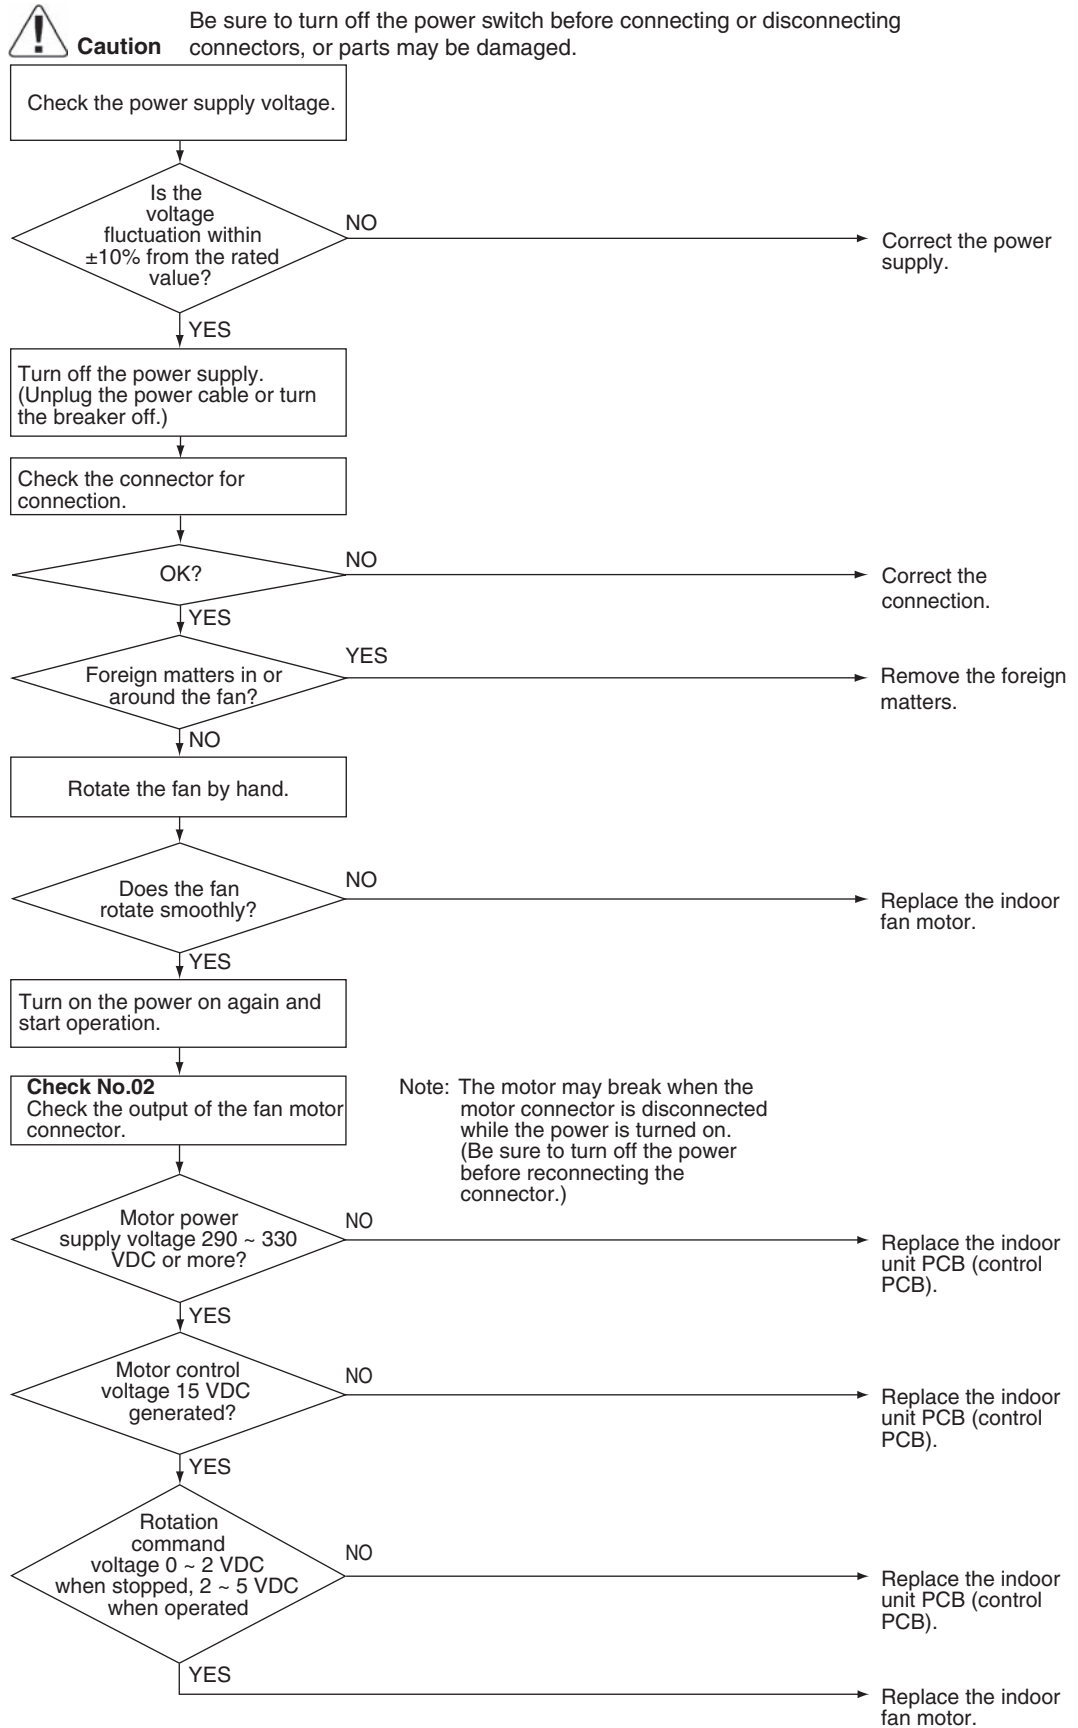 Be sure to turn off the power switch before connecting or disconnecting
Caution connectors, or parts may be damaged.
Check the power supply voltage.
Is the
voltage
fluctuation within
±10% from the rated
value?
NO
Correct the power
supply.
YES
Turn off the power supply.
(Unplug the power cable or turn
the breaker off.)
Check the connector for
connection.
OK?
NO
Correct the
connection.
YES
Foreign matters in or
around the fan?
YES
Remove the foreign
matters.
NO
Rotate the fan by hand.
Does the fan
rotate smoothly?
NO
Replace the indoor
fan motor.
YES
Turn on the power on again and
start operation.
Check No.02
Check the output of the fan motor
connector.
Note: The motor may break when the
motor connector is disconnected
while the power is turned on.
(Be sure to turn off the power
before reconnecting the
connector.)
Motor power
supply voltage 290 ~ 330
VDC or more?
NO
Replace the indoor
unit PCB (control
PCB).
YES
Motor control
voltage 15 VDC
generated?
NO
Replace the indoor
unit PCB (control
PCB).
YES
Rotation
command
voltage 0 ~ 2 VDC
when stopped, 2 ~ 5 VDC
when operated
NO
Replace the indoor
unit PCB (control
PCB).
YES
Replace the indoor
fan motor.